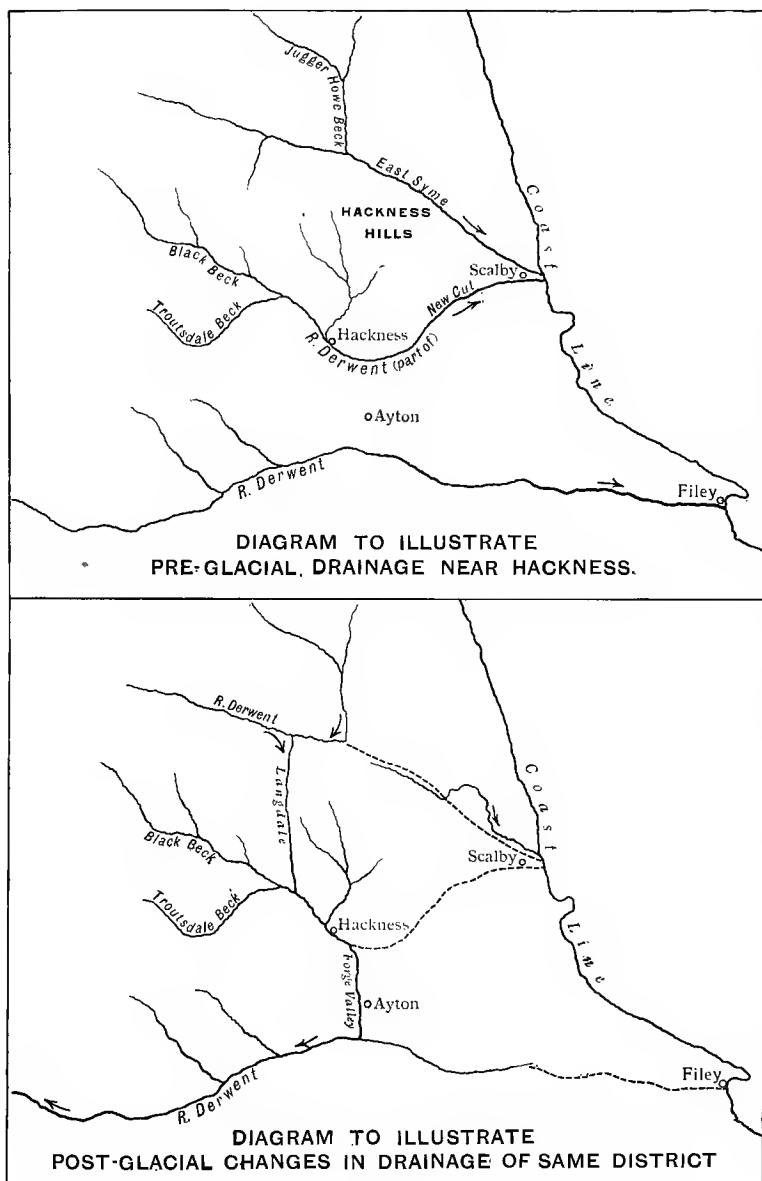 Jugger Howe Beck
East Syme
HACKNESS
HILLS
Coast Line
Scalby
Black Beck
New Cut
Troutsdale Beck
Hackness
R. Derwent (part of)
Ayton
R. Derwent
Filey
DIAGRAM TO ILLUSTRATE
PRE-GLACIAL. DRAINAGE NEAR HACKNESS.
R. Derwent
Langdale
Coast Line
Black Beck
Scalby
Troutsdale Beck
Hackness
Forge Valley
Ayton
Filey
R. Derwent
DIAGRAM TO ILLUSTRATE
POST-GLACIAL CHANGES IN DRAINAGE OF SAME DISTRICT